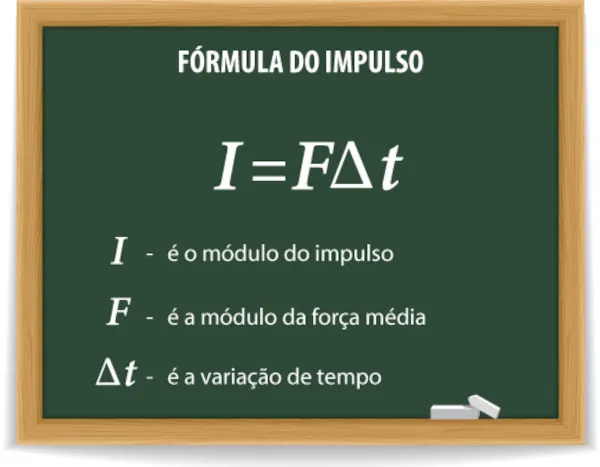 FÓRMULA DO IMPULSO
I=FΔt
I - é o módulo do impulso
F - é a módulo da força média
Δt - é a variação de tempo